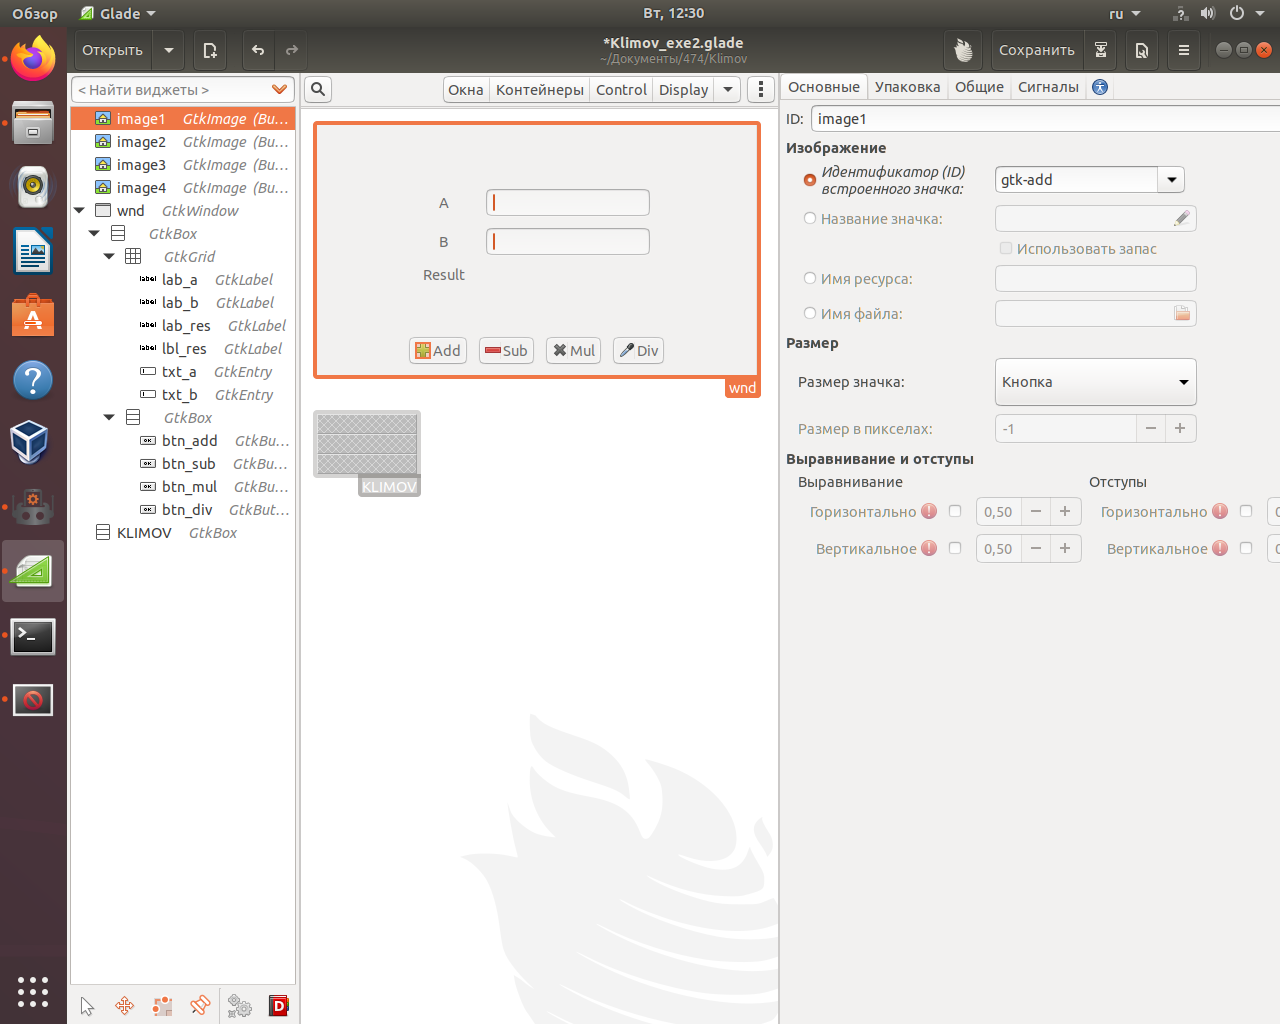 Обзор
Glade
Вт, 12:30
ru
Открыть
*Klimov_exe2.glade
~/Документы/474/Klimov
Сохранить
< Найти виджеты >
image1 GtkImage (Bu…
image2 GtkImage (Bu…
image3 GtkImage (Bu…
image4 GtkImage (Bu…
wnd GtkWindow
GtkBox
GtkGrid
lab_a GtkLabel
lab_b GtkLabel
lab_res GtkLabel
lbl_res GtkLabel
txt_a GtkEntry
txt_b GtkEntry
GtkBox
btn_add GtkBu…
btn_sub GtkBu…
btn_mul GtkBu…
btn_div GtkBut…
KLIMOV GtkBox
Окна
Контейнеры
Control
Display
A
B
Result
Add
Sub
Mul
Div
wnd
KLIMOV
Основные
Упаковка
Общие
Сигналы
ID:
image1
Изображение
Идентификатор (ID)
встроенного значка:
gtk-add
Название значка:
Использовать запас
Имя ресурса:
Имя файла:
Размер
Размер значка:
Кнопка
Размер в пикселах:
-1
Выравнивание и отступы
Выравнивание
Отступы
Горизонтально
0,50
Горизонтально
Вертикальное
0,50
Вертикальное